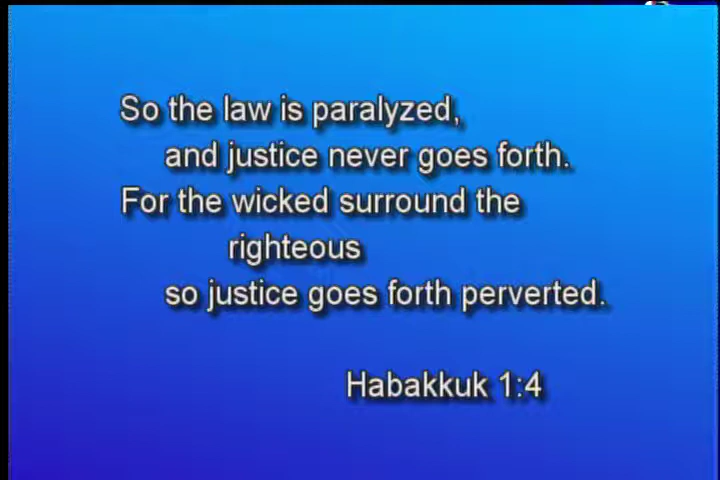 So the law is paralyzed,
and justice never goes forth.
For the wicked surround the
righteous
so justice goes forth perverted.
Habakkuk 1:4